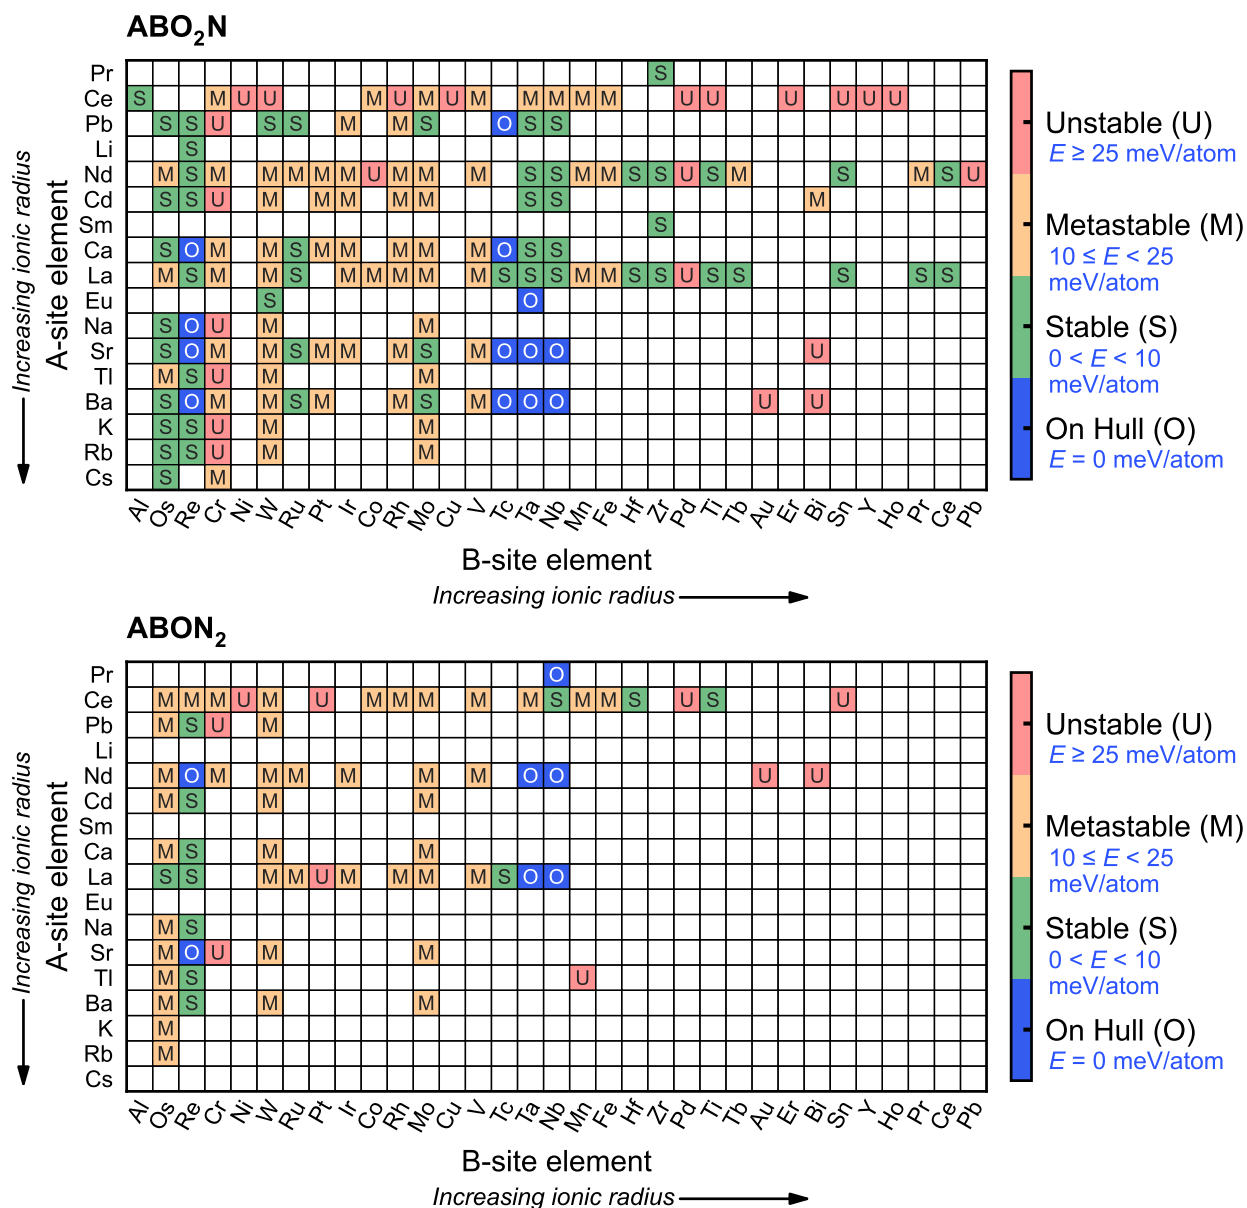 ABO₂N
Pr S
Ce S M U U M U M U M M M M M U U U U U U
Pb S S U S S M M S O S S
Li S
Nd M S M M M M M U M M M S S M M S S U S M S M S U
Cd S S U M M M M M S S M
Sm S
Ca S O M M S M M M M M O S S
La M S M M S M M M M M S S S M M S S U S S S S S
Eu S O
Na S O U M M
Sr S O M M S M M M S M O O O U
Tl M S U M M
Ba S O M M S M M S M O O O U U
K S S U M M
Rb S S U M M
Cs S M
Al Os Re Cr Ni W Ru Pt Ir Co Rh Mo Cu V Tc Ta Nb Mn Fe Hf Zr Pd Ti Tb Au Er Bi Sn Y Ho Pr Ce Pb
B-site element
Increasing ionic radius
A-site element
Increasing ionic radius
Unstable (U)
E ≥ 25 meV/atom
Metastable (M)
10 ≤ E < 25
meV/atom
Stable (S)
0 < E < 10
meV/atom
On Hull (O)
E = 0 meV/atom
ABON₂
Pr O
Ce M M M U M U M M M M M S M M S U S U
Pb M S U M
Li
Nd M O M M M M M M O O U U
Cd M S M M
Sm
Ca M S M M
La S S M M U M M M M S O O
Eu
Na M S
Sr M O U M M
Tl M S U
Ba M S M M
K M
Rb M
Cs
Al Os Re Cr Ni W Ru Pt Ir Co Rh Mo Cu V Tc Ta Nb Mn Fe Hf Zr Pd Ti Tb Au Er Bi Sn Y Ho Pr Ce Pb
B-site element
Increasing ionic radius
A-site element
Increasing ionic radius
Unstable (U)
E ≥ 25 meV/atom
Metastable (M)
10 ≤ E < 25
meV/atom
Stable (S)
0 < E < 10
meV/atom
On Hull (O)
E = 0 meV/atom